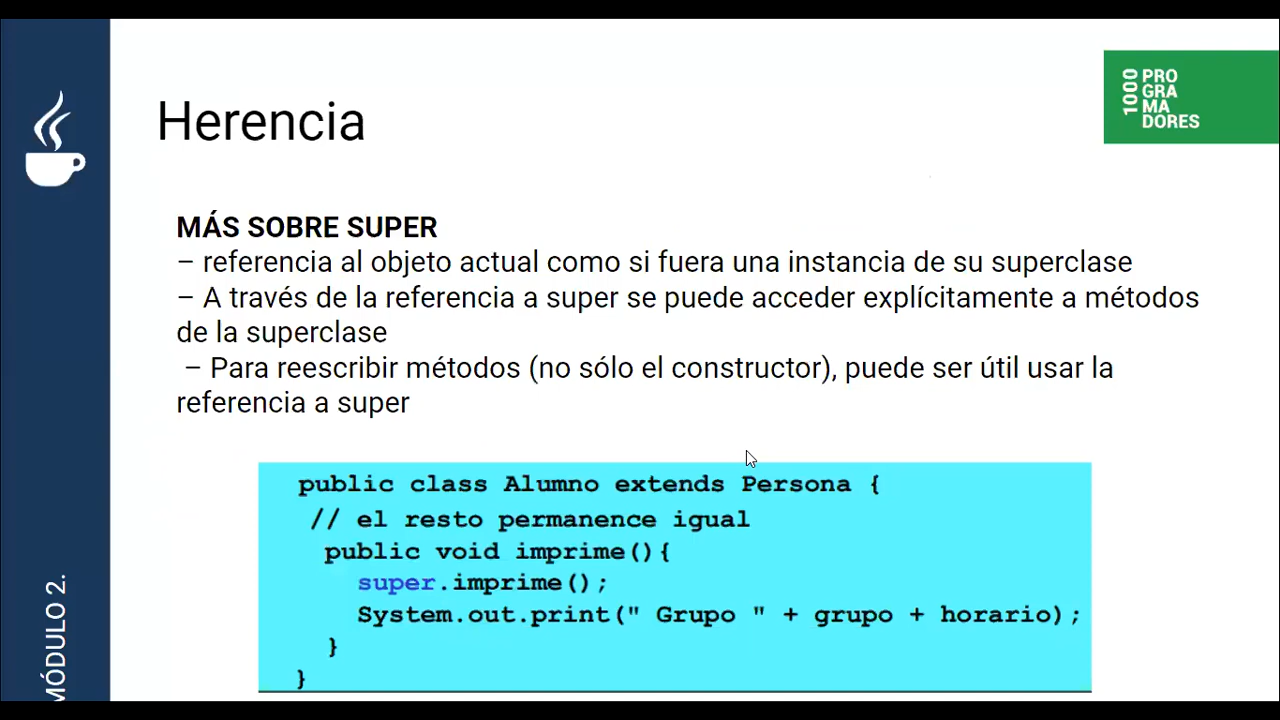 Herencia
1000
PRO
GRA
MA
DORES
MÁS SOBRE SUPER
– referencia al objeto actual como si fuera una instancia de su superclase
– A través de la referencia a super se puede acceder explícitamente a métodos
de la superclase
– Para reescribir métodos (no sólo el constructor), puede ser útil usar la
referencia a super
public class Alumno extends Persona {
// el resto permanence igual
public void imprime(){
super.imprime();
System.out.print(" Grupo " + grupo + horario);
}
}
MÓDULO 2.